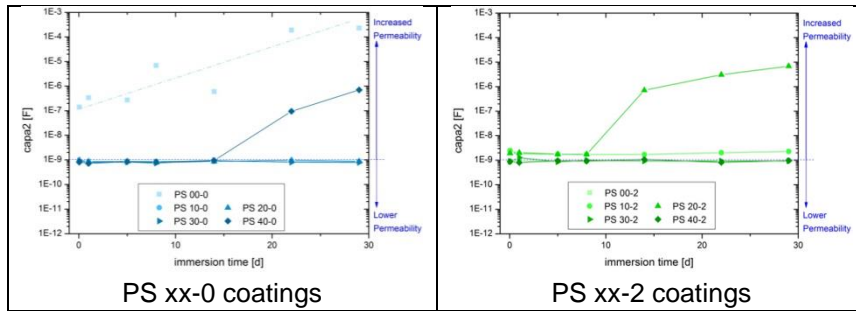 1E-3
1E-4
1E-5
1E-6
1E-7
1E-8
1E-9
1E-10
1E-11
1E-12
capa2 [F]
0 10 20 30
immersion time [d]
PS 00-0
PS 10-0 PS 20-0
PS 30-0 PS 40-0
Increased
Permeability
Lower
Permeability
PS xx-0 coatings
1E-3
1E-4
1E-5
1E-6
1E-7
1E-8
1E-9
1E-10
1E-11
1E-12
capa2 [F]
0 10 20 30
immersion time [d]
PS 00-2
PS 10-2 PS 20-2
PS 30-2 PS 40-2
Increased
Permeability
Lower
Permeability
PS xx-2 coatings